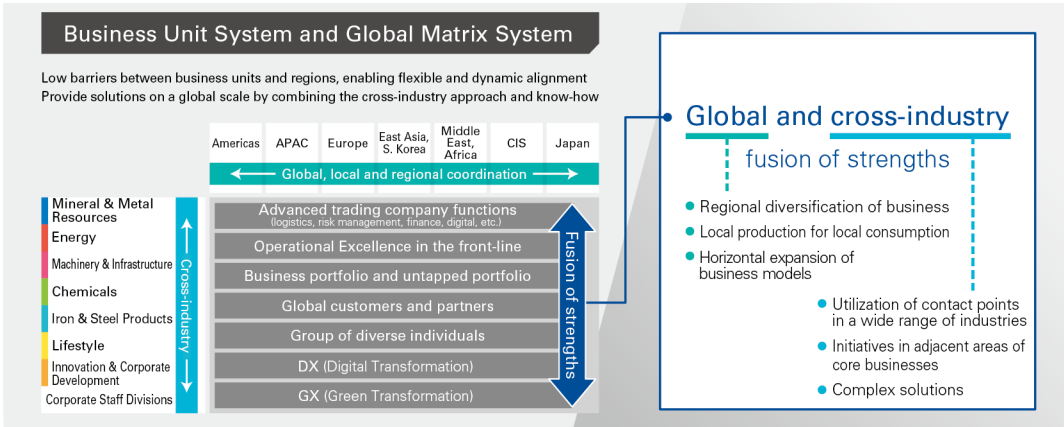 Business Unit System and Global Matrix System
Low barriers between business units and regions, enabling flexible and dynamic alignment
Provide solutions on a global scale by combining the cross-industry approach and know-how
Americas
APAC
Europe
East Asia,
S. Korea
Middle
East,
Africa
CIS
Japan
Global, local and regional coordination
Mineral & Metal
Resources
Energy
Machinery & Infrastructure
Chemicals
Iron & Steel Products
Lifestyle
Innovation & Corporate
Development
Corporate Staff Divisions
Cross-industry
Advanced trading company functions
(logistics, risk management, finance, digital, etc.)
Operational Excellence in the front-line
Business portfolio and untapped portfolio
Global customers and partners
Group of diverse individuals
DX (Digital Transformation)
GX (Green Transformation)
Fusion of strengths
Global and cross-industry
fusion of strengths
Regional diversification of business
Local production for local consumption
Horizontal expansion of
business models
Utilization of contact points
in a wide range of industries
Initiatives in adjacent areas of
core businesses
Complex solutions